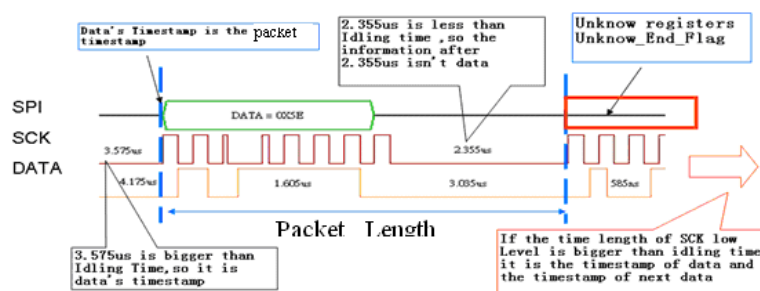 Data's Timestamp is the packet
timestamp
2.355us is less than
Idling time ,so the
information after
2.355us isn't data
Unknow registers
Unknow_End_Flag
SPI
DATA = 0X5E
SCK
3.575us
2.355us
DATA
4.175us
1.605us
3.035us
585ns
Packet Length
3.575us is bigger than
Idling Time,so it is
data's timestamp
If the time length of SCK low
Level is bigger than idling time
it is the timestamp of data and
the timestamp of next data